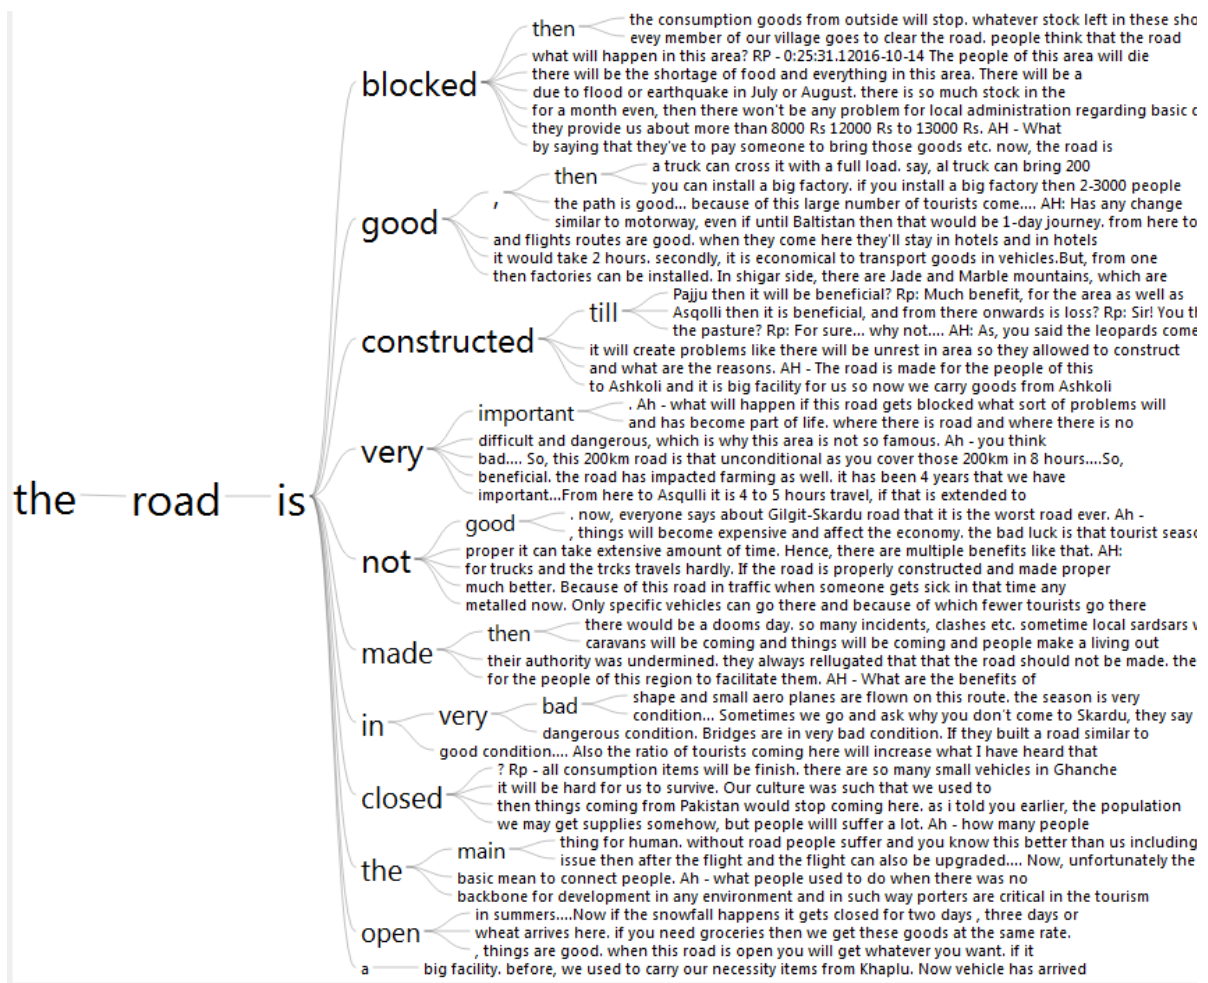 the road is
blocked
then
the consumption goods from outside will stop. whatever stock left in these sho
evey member of our village goes to clear the road. people think that the road
what will happen in this area? RP - 0:25:31.12016-10-14 The people of this area will die
there will be the shortage of food and everything in this area. There will be a
due to flood or earthquake in July or August. there is so much stock in the
for a month even, then there won't be any problem for local administration regarding basic c
they provide us about more than 8000 Rs 12000 Rs to 13000 Rs. AH - What
by saying that they've to pay someone to bring those goods etc. now, the road is
good
,
then
a truck can cross it with a full load. say, al truck can bring 200
you can install a big factory. if you install a big factory then 2-3000 people
the path is good... because of this large number of tourists come.... AH: Has any change
similar to motorway, even if until Baltistan then that would be 1-day journey. from here to
and flights routes are good. when they come here they'll stay in hotels and in hotels
it would take 2 hours. secondly, it is economical to transport goods in vehicles.But, from one
then factories can be installed. In shigar side, there are Jade and Marble mountains, which are
constructed
till
Pajju then it will be beneficial? Rp: Much benefit, for the area as well as
Asqolli then it is beneficial, and from there onwards is loss? Rp: Sir! You tl
the pasture? Rp: For sure... why not.... AH: As, you said the leopards come
it will create problems like there will be unrest in area so they allowed to construct
and what are the reasons. AH - The road is made for the people of this
to Ashkoli and it is big facility for us so now we carry goods from Ashkoli
very
important
. Ah - what will happen if this road gets blocked what sort of problems will
and has become part of life. where there is road and where there is no
difficult and dangerous, which is why this area is not so famous. Ah - you think
bad.... So, this 200km road is that unconditional as you cover those 200km in 8 hours....So,
beneficial. the road has impacted farming as well. it has been 4 years that we have
important...From here to Asqulli it is 4 to 5 hours travel, if that is extended to
not
good
. now, everyone says about Gilgit-Skardu road that it is the worst road ever. Ah -
, things will become expensive and affect the economy. the bad luck is that tourist seasc
proper it can take extensive amount of time. Hence, there are multiple benefits like that. AH:
for trucks and the trcks travels hardly. If the road is properly constructed and made proper
much better. Because of this road in traffic when someone gets sick in that time any
metalled now. Only specific vehicles can go there and because of which fewer tourists go there
made
then
there would be a dooms day. so many incidents, clashes etc. sometime local sardsars v
caravans will be coming and things will be coming and people make a living out
their authority was undermined. they always rellugated that that the road should not be made. the
for the people of this region to facilitate them. AH - What are the benefits of
in
very
bad
shape and small aero planes are flown on this route. the season is very
condition... Sometimes we go and ask why you don't come to Skardu, they say
dangerous condition. Bridges are in very bad condition. If they built a road similar to
good condition.... Also the ratio of tourists coming here will increase what I have heard that
closed
? Rp - all consumption items will be finish. there are so many small vehicles in Ghanche
it will be hard for us to survive. Our culture was such that we used to
then things coming from Pakistan would stop coming here. as i told you earlier, the population
we may get supplies somehow, but people willl suffer a lot. Ah - how many people
the
main
thing for human. without road people suffer and you know this better than us including
issue then after the flight and the flight can also be upgraded.... Now, unfortunately the
basic mean to connect people. Ah - what people used to do when there was no
backbone for development in any environment and in such way porters are critical in the tourism
open
in summers....Now if the snowfall happens it gets closed for two days , three days or
wheat arrives here. if you need groceries then we get these goods at the same rate.
, things are good. when this road is open you will get whatever you want. if it
a
big facility. before, we used to carry our necessity items from Khaplu. Now vehicle has arrived